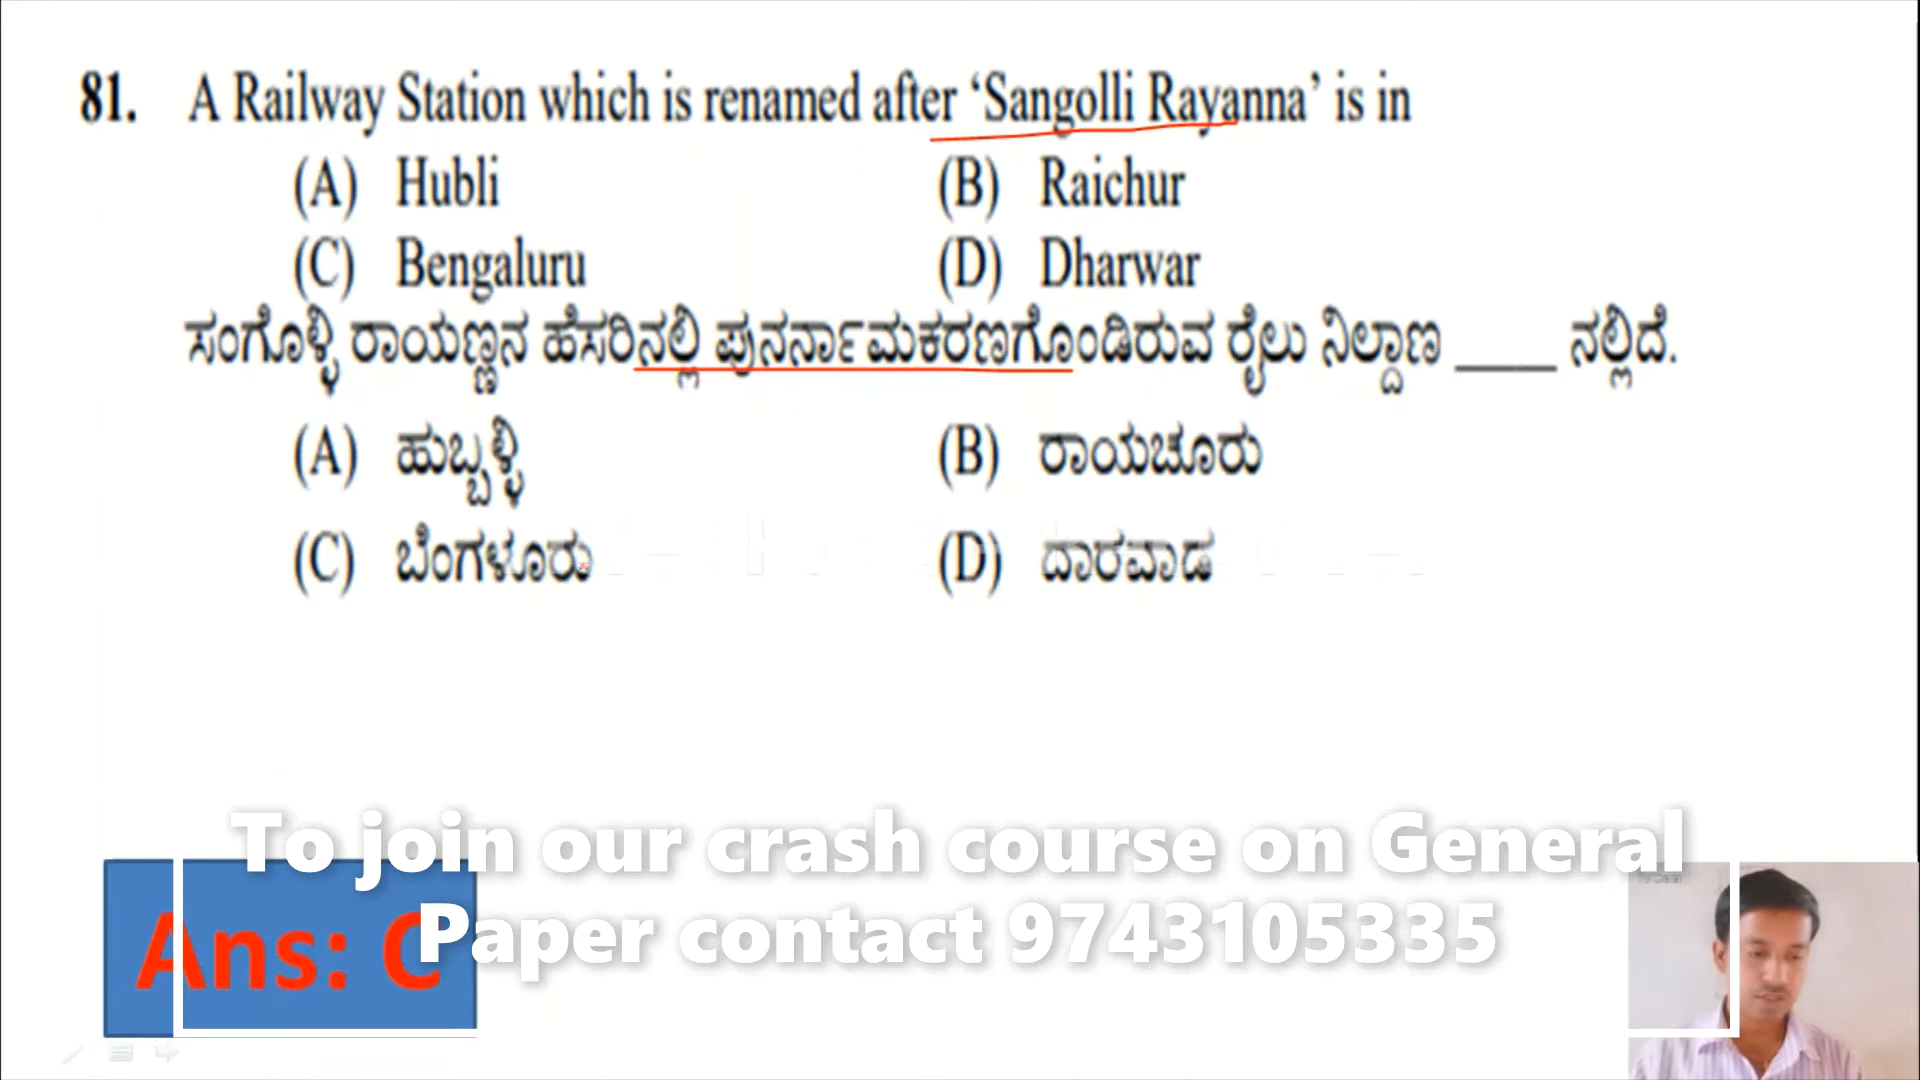 81. A Railway Station which is renamed after ‘Sangolli Rayanna’ is in
(A) Hubli (B) Raichur
(C) Bengaluru (D) Dharwar
ಸಂಗೊಳ್ಳಿ ರಾಯಣ್ಣನ ಹೆಸರಿನಲ್ಲಿ ಪುನರ್ನಾಮಕರಣಗೊಂಡಿರುವ ರೈಲು ನಿಲ್ದಾಣ ____ ನಲ್ಲಿದೆ.
(A) ಹುಬ್ಬಳ್ಳಿ (B) ರಾಯಚೂರು
(C) ಬೆಂಗಳೂರು (D) ದಾರವಾಡ
To join our crash course on General
Paper contact 9743105335
Ans: C